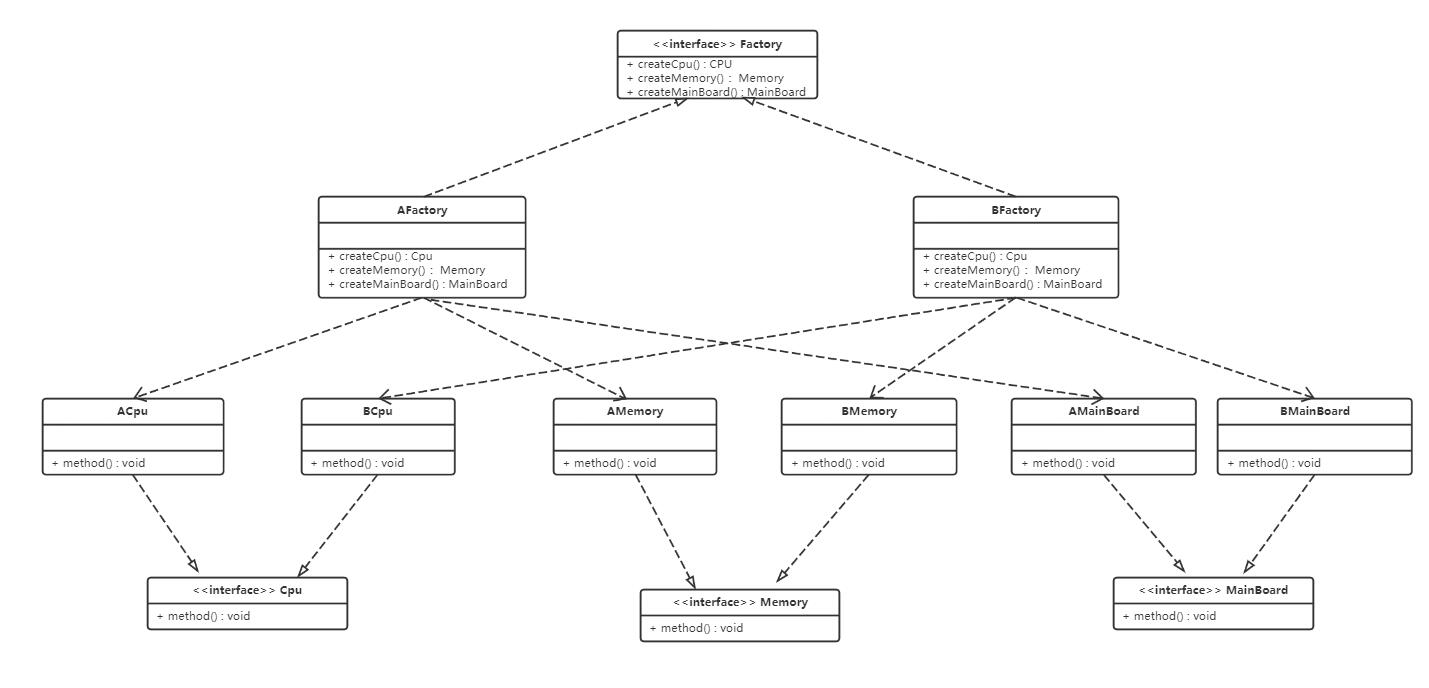 <<interface>> Factory
+ createCpu() : CPU
+ createMemory() : Memory
+ createMainBoard() : MainBoard
AFactory
+ createCpu() : Cpu
+ createMemory() : Memory
+ createMainBoard() : MainBoard
BFactory
+ createCpu() : Cpu
+ createMemory() : Memory
+ createMainBoard() : MainBoard
ACpu
+ method() : void
BCpu
+ method() : void
AMemory
+ method() : void
BMemory
+ method() : void
AMainBoard
+ method() : void
BMainBoard
+ method() : void
<<interface>> Cpu
+ method() : void
<<interface>> Memory
+ method() : void
<<interface>> MainBoard
+ method() : void